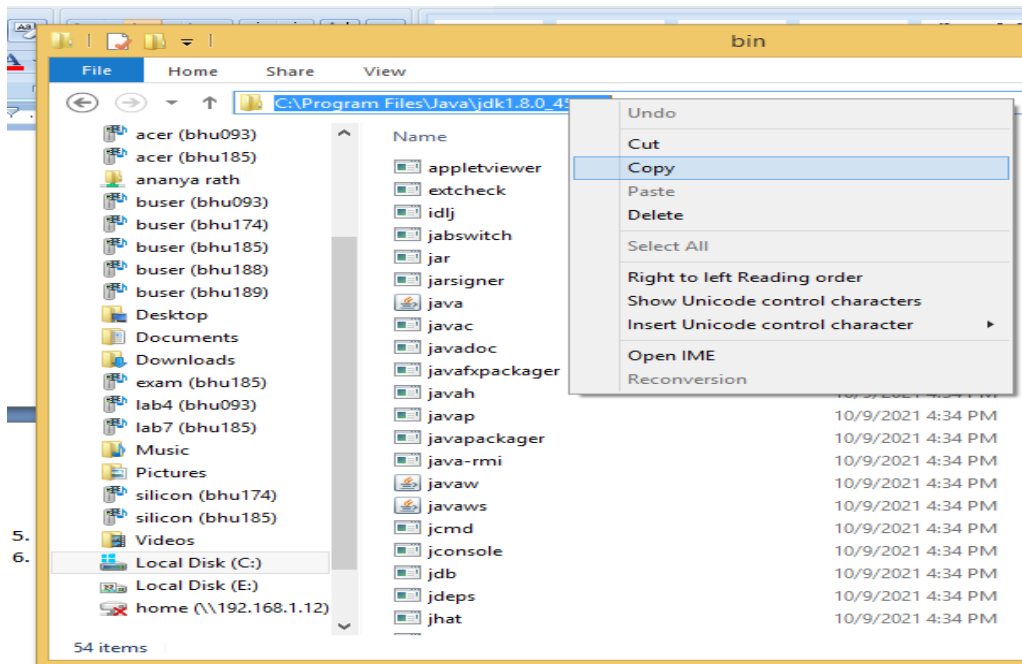 bin
File Home Share View
C:\Program Files\Java\jdk1.8.0_45
acer (bhu093)
acer (bhu185)
ananya rath
buser (bhu093)
buser (bhu174)
buser (bhu185)
buser (bhu188)
buser (bhu189)
Desktop
Documents
Downloads
exam (bhu185)
lab4 (bhu093)
lab7 (bhu185)
Music
Pictures
silicon (bhu174)
silicon (bhu185)
Videos
Local Disk (C:)
Local Disk (E:)
home (\\192.168.1.12)
Name
appletviewer
extcheck
idlj
jabswitch
jar
jarsigner
java
javac
javadoc
javafxpackager
javah
javap
javapackager
java-rmi
javaw
javaws
jcmd
jconsole
jdb
jdeps
jhat
Undo
Cut
Copy
Paste
Delete
Select All
Right to left Reading order
Show Unicode control characters
Insert Unicode control character
Open IME
Reconversion
10/9/2021 4:34 PM
10/9/2021 4:34 PM
10/9/2021 4:34 PM
10/9/2021 4:34 PM
10/9/2021 4:34 PM
10/9/2021 4:34 PM
10/9/2021 4:34 PM
10/9/2021 4:34 PM
10/9/2021 4:34 PM
10/9/2021 4:34 PM
10/9/2021 4:34 PM
5.
6.
54 items